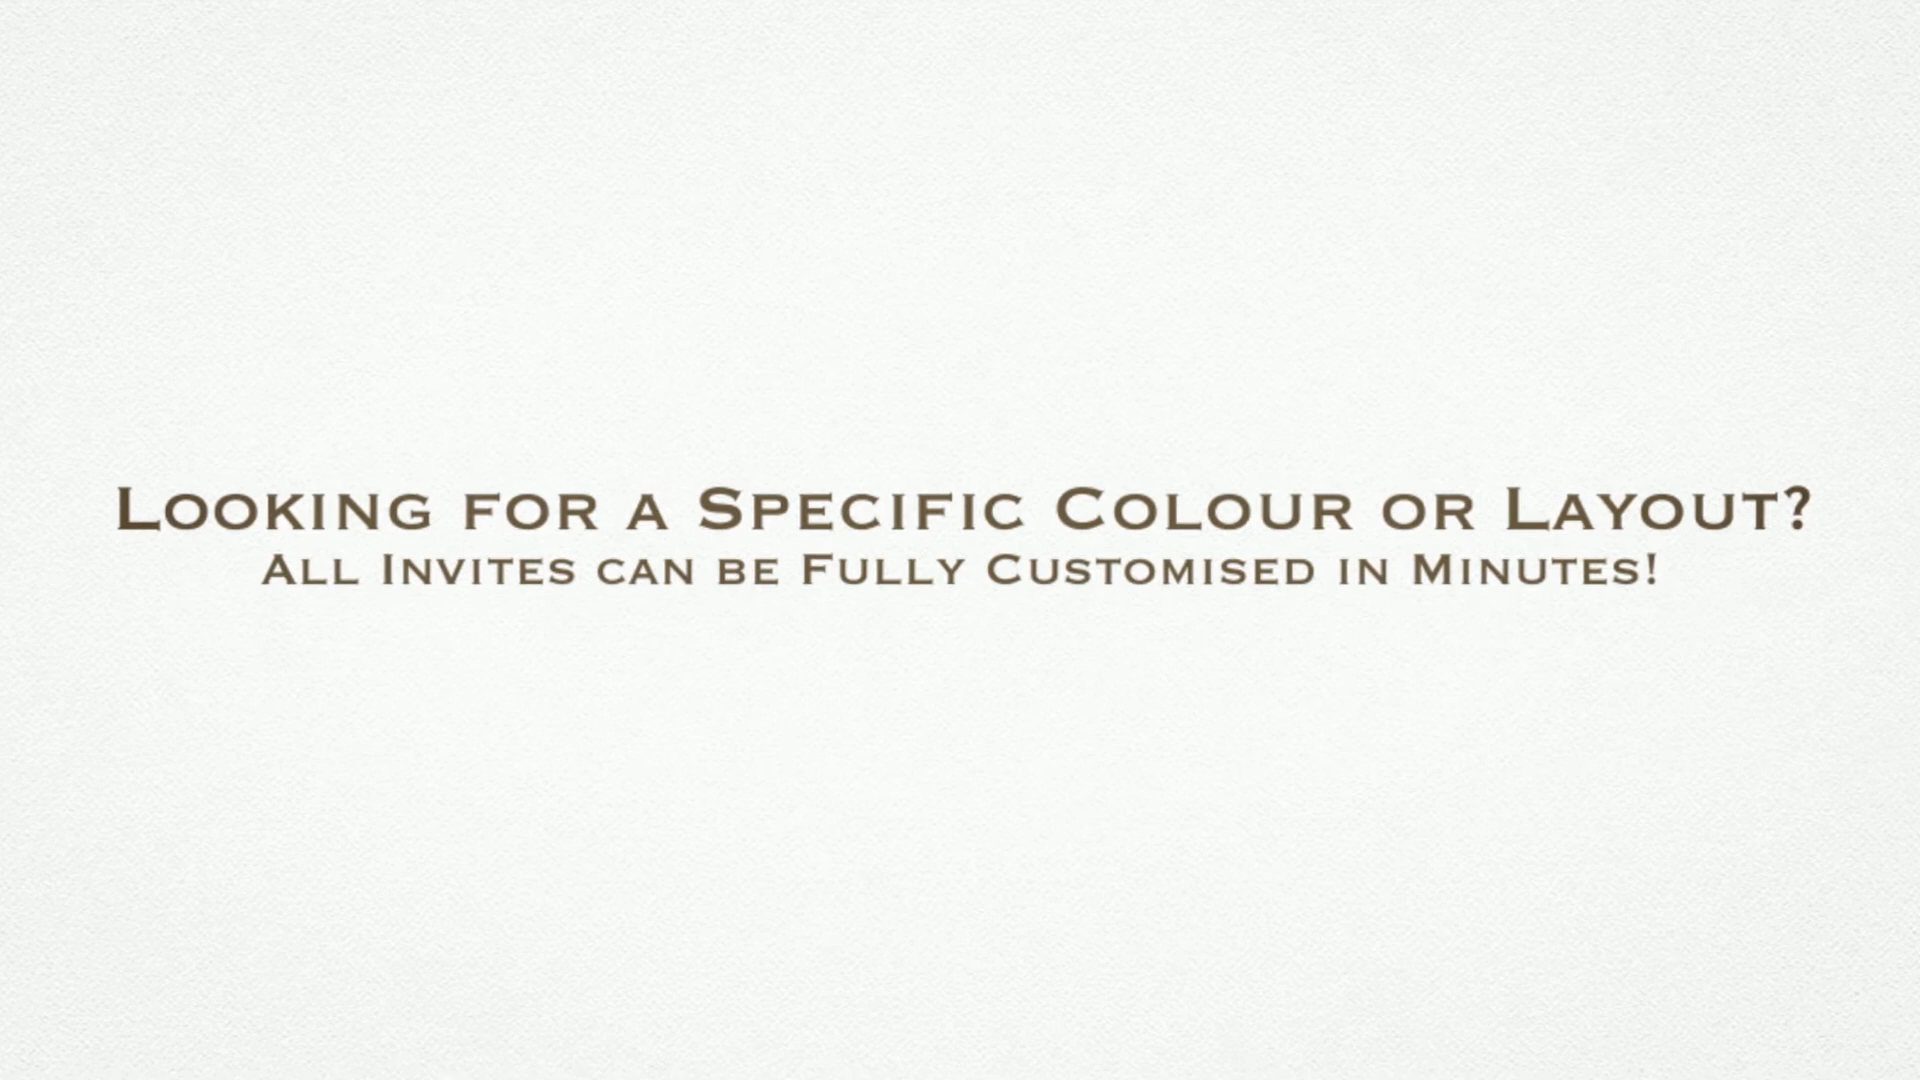 Looking for a Specific Colour or Layout?
All Invites can be Fully Customised in Minutes!